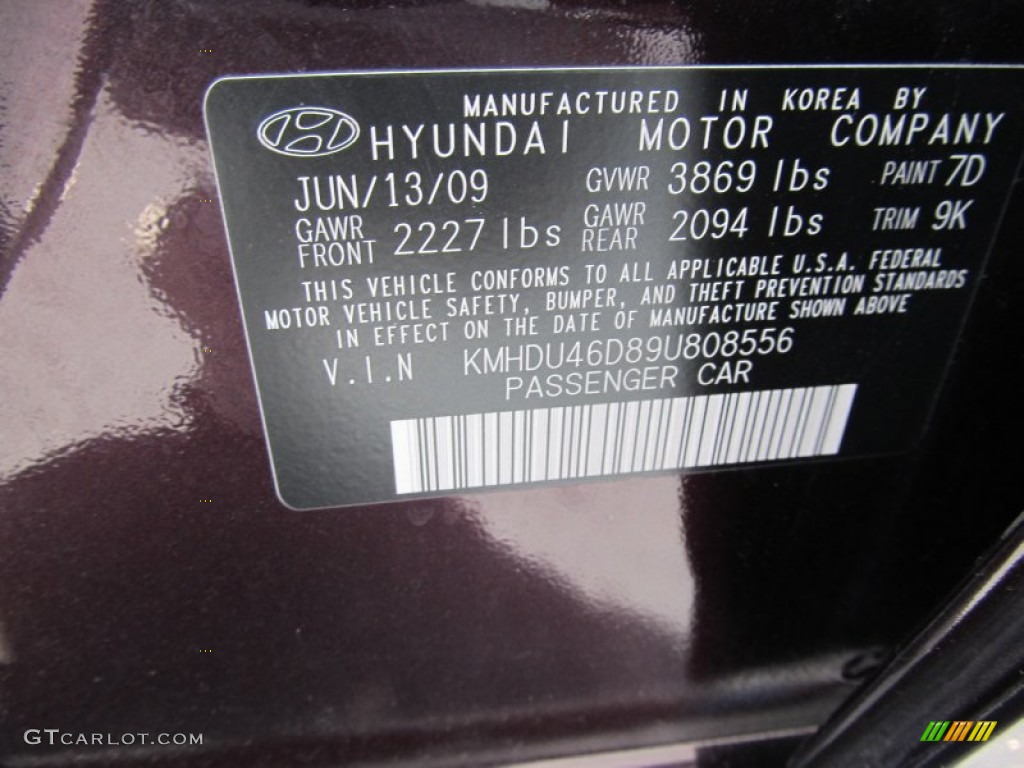 MANUFACTURED IN KOREA BY
HYUNDAI MOTOR COMPANY
JUN/13/09 GVWR 3869 lbs PAINT 7D
GAWR FRONT 2227 lbs GAWR REAR 2094 lbs TRIM 9K
THIS VEHICLE CONFORMS TO ALL APPLICABLE U.S.A. FEDERAL
MOTOR VEHICLE SAFETY, BUMPER, AND THEFT PREVENTION STANDARDS
IN EFFECT ON THE DATE OF MANUFACTURE SHOWN ABOVE
V.I.N KMHDU46D89U808556
PASSENGER CAR
GTCARLOT.COM